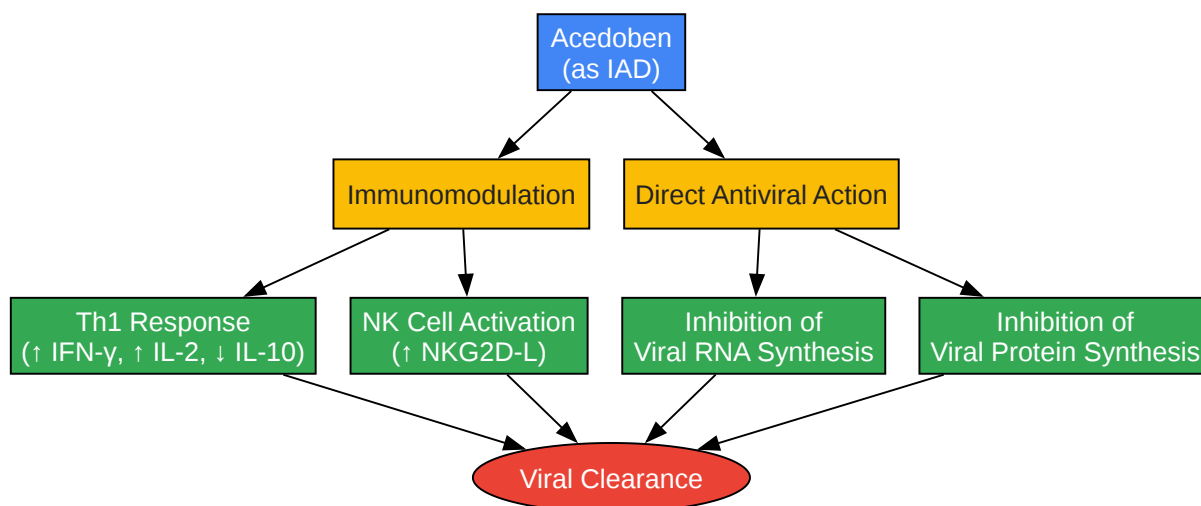 Acedoben
(as IAD)
Immunomodulation
Direct Antiviral Action
Th1 Response
(↑ IFN-γ, ↑ IL-2, ↓ IL-10)
NK Cell Activation
(↑ NKG2D-L)
Inhibition of
Viral RNA Synthesis
Inhibition of
Viral Protein Synthesis
Viral Clearance